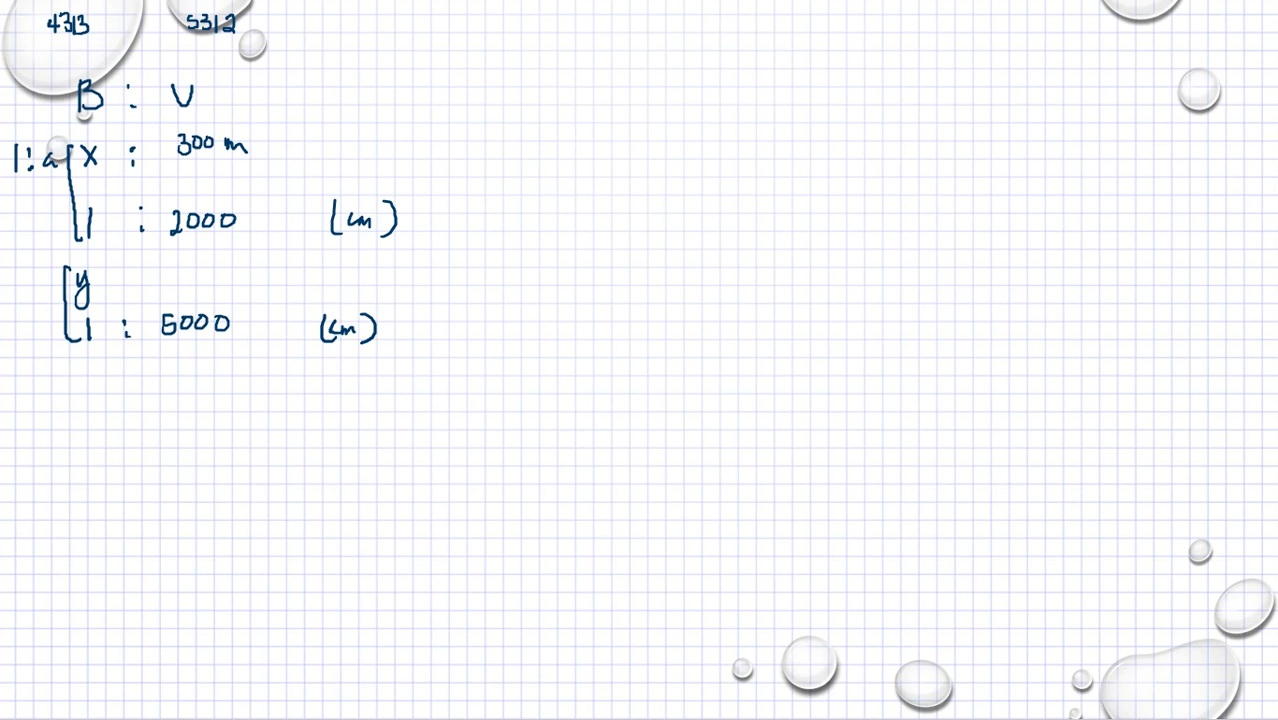 4313 5312
B : V
1:a [ x : 300 m
1 : 2000 (cm)
[ y
1 : 5000 (cm)